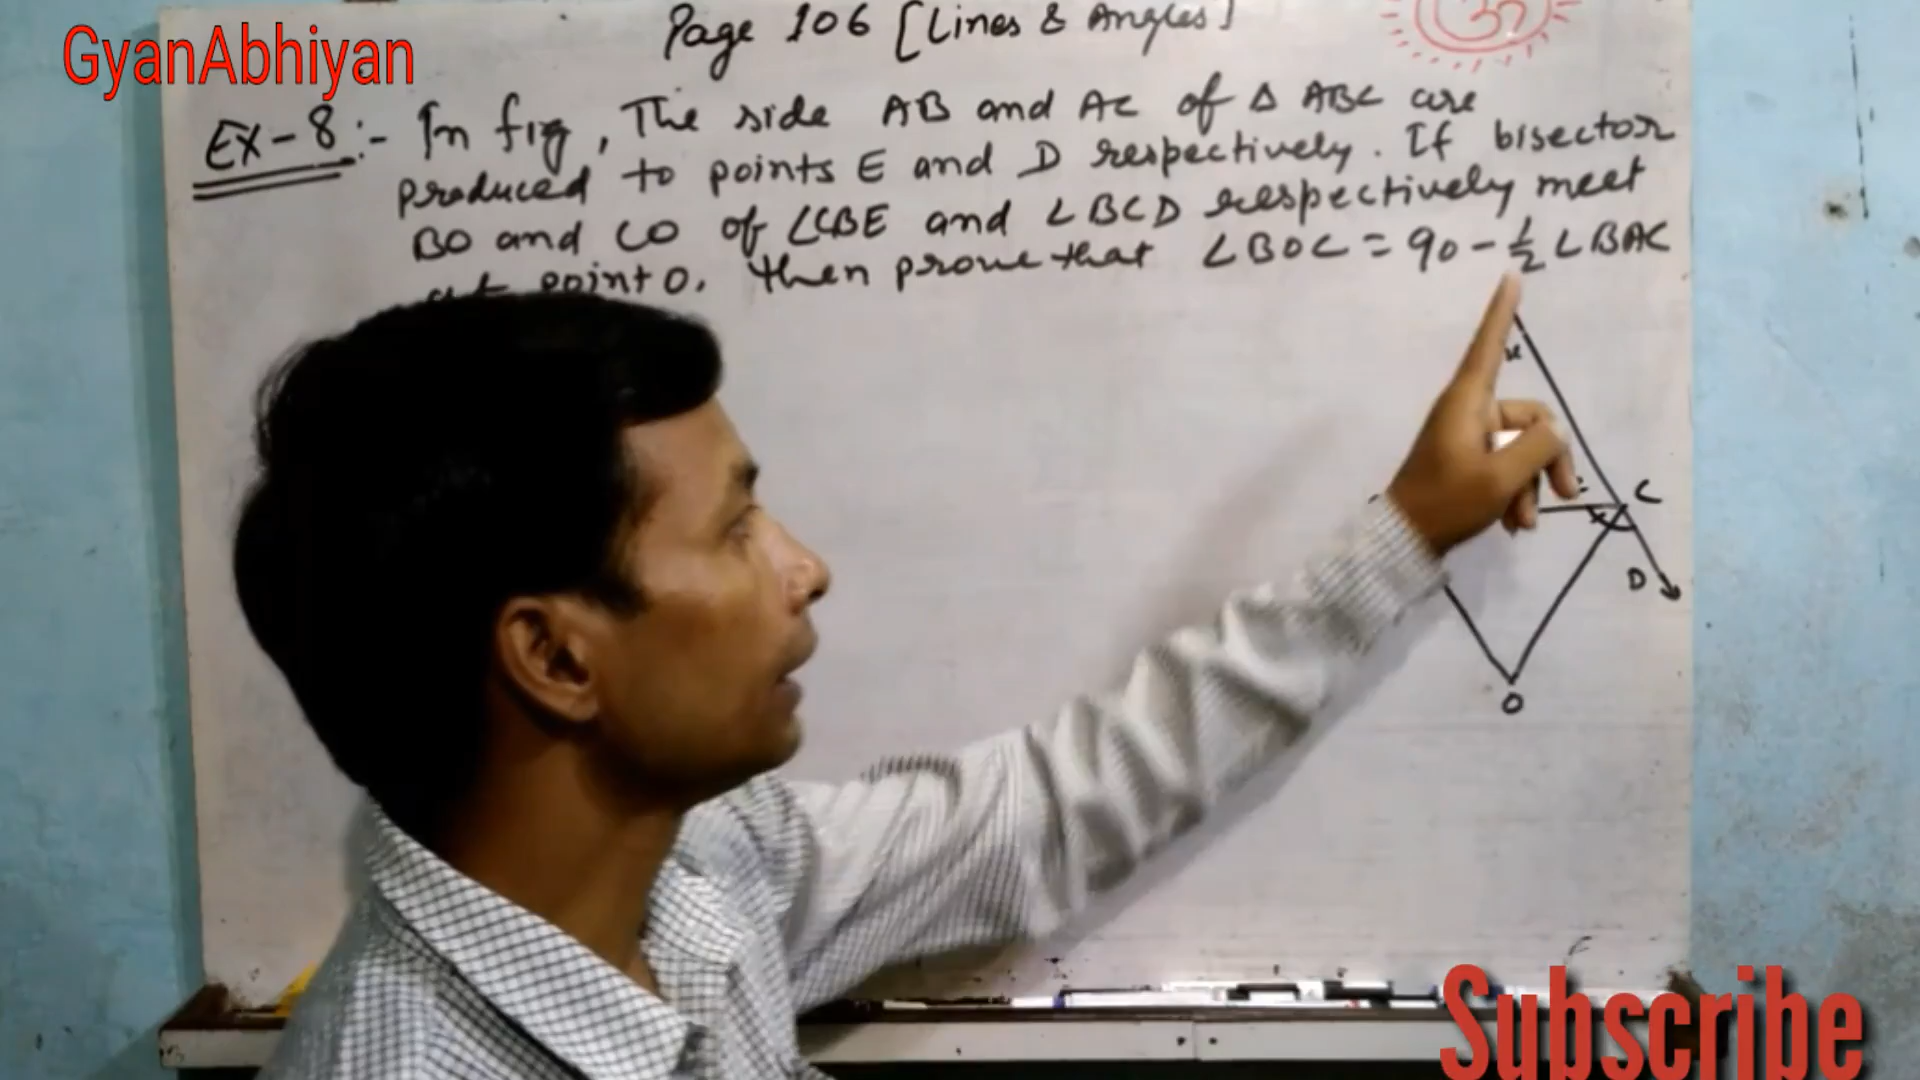 GyanAbhiyan
Page 106 [Lines & Angles]
37
Ex-8:- In fig, The side AB and AC of Δ ABC are
produced to points E and D respectively. If bisector
BO and CO of ∠CBE and ∠BCD respectively meet
at point O. then prove that ∠BOC = 90 - 1/2 ∠BAC
x
C
D
O
Subscribe